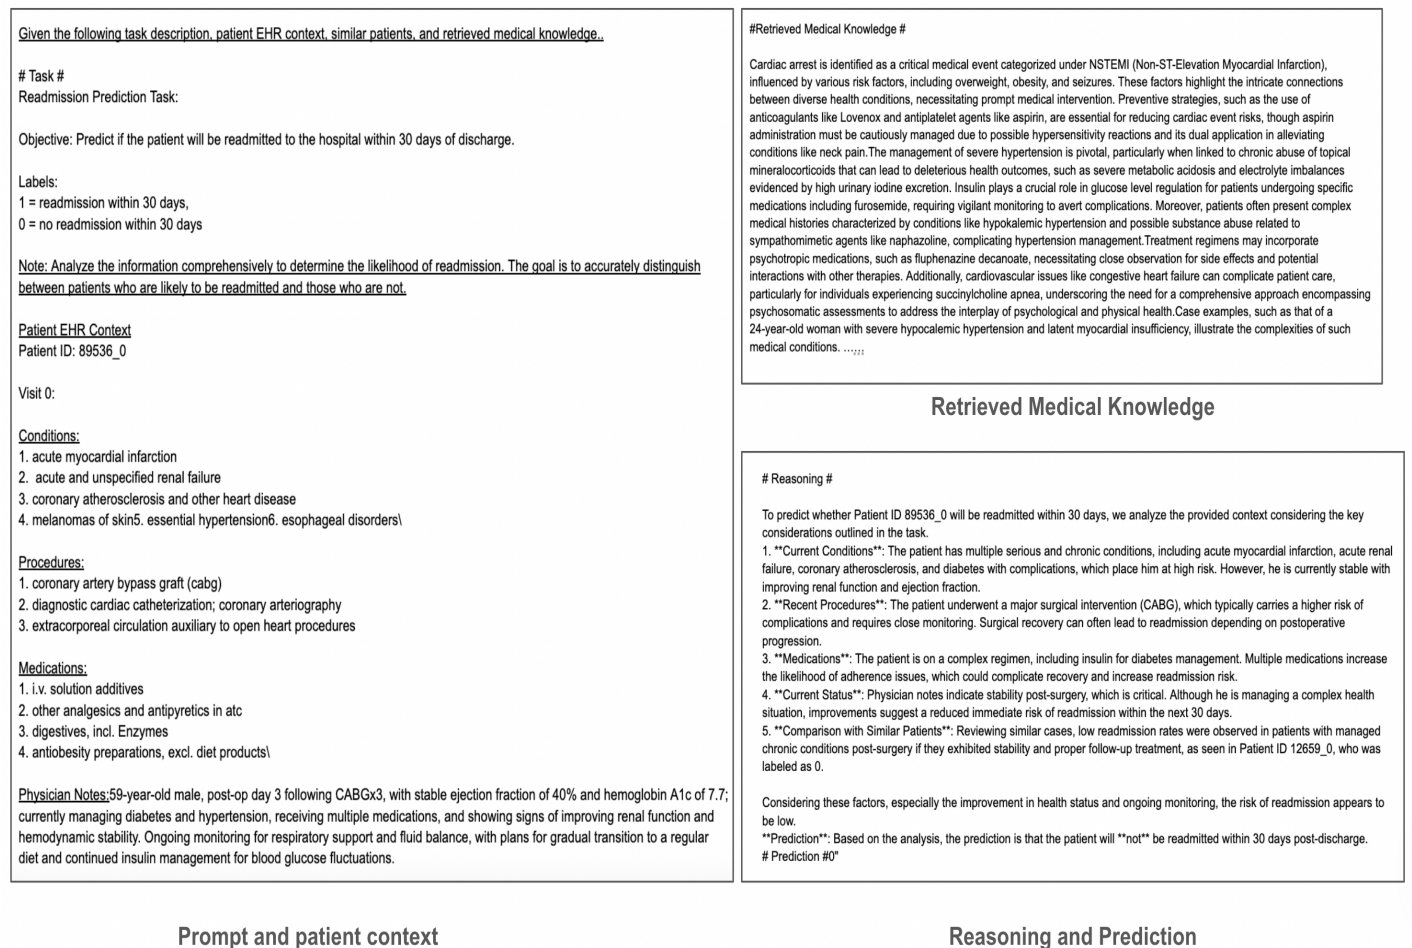 Given the following task description, patient EHR context, similar patients, and retrieved medical knowledge..
# Task #
Readmission Prediction Task:
Objective: Predict if the patient will be readmitted to the hospital within 30 days of discharge.
Labels:
1 = readmission within 30 days,
0 = no readmission within 30 days
Note: Analyze the information comprehensively to determine the likelihood of readmission. The goal is to accurately distinguish
between patients who are likely to be readmitted and those who are not.
Patient EHR Context
Patient ID: 89536_0
Visit 0:
Conditions:
1. acute myocardial infarction
2.  acute and unspecified renal failure
3. coronary atherosclerosis and other heart disease
4. melanomas of skin5. essential hypertension6. esophageal disorders\
Procedures:
1. coronary artery bypass graft (cabg)
2. diagnostic cardiac catheterization; coronary arteriography
3. extracorporeal circulation auxiliary to open heart procedures
Medications:
1. i.v. solution additives
2. other analgesics and antipyretics in atc
3. digestives, incl. Enzymes
4. antiobesity preparations, excl. diet products\
Physician Notes:59-year-old male, post-op day 3 following CABGx3, with stable ejection fraction of 40% and hemoglobin A1c of 7.7;
currently managing diabetes and hypertension, receiving multiple medications, and showing signs of improving renal function and
hemodynamic stability. Ongoing monitoring for respiratory support and fluid balance, with plans for gradual transition to a regular
diet and continued insulin management for blood glucose fluctuations.
Prompt and patient context
#Retrieved Medical Knowledge #
Cardiac arrest is identified as a critical medical event categorized under NSTEMI (Non-ST-Elevation Myocardial Infarction),
influenced by various risk factors, including overweight, obesity, and seizures. These factors highlight the intricate connections
between diverse health conditions, necessitating prompt medical intervention. Preventive strategies, such as the use of
anticoagulants like Lovenox and antiplatelet agents like aspirin, are essential for reducing cardiac event risks, though aspirin
administration must be cautiously managed due to possible hypersensitivity reactions and its dual application in alleviating
conditions like neck pain.The management of severe hypertension is pivotal, particularly when linked to chronic abuse of topical
mineralocorticoids that can lead to deleterious health outcomes, such as severe metabolic acidosis and electrolyte imbalances
evidenced by high urinary iodine excretion. Insulin plays a crucial role in glucose level regulation for patients undergoing specific
medications including furosemide, requiring vigilant monitoring to avert complications. Moreover, patients often present complex
medical histories characterized by conditions like hypokalemic hypertension and possible substance abuse related to
sympathomimetic agents like naphazoline, complicating hypertension management.Treatment regimens may incorporate
psychotropic medications, such as fluphenazine decanoate, necessitating close observation for side effects and potential
interactions with other therapies. Additionally, cardiovascular issues like congestive heart failure can complicate patient care,
particularly for individuals experiencing succinylcholine apnea, underscoring the need for a comprehensive approach encompassing
psychosomatic assessments to address the interplay of psychological and physical health.Case examples, such as that of a
24-year-old woman with severe hypocalemic hypertension and latent myocardial insufficiency, illustrate the complexities of such
medical conditions. ......
Retrieved Medical Knowledge
# Reasoning #
To predict whether Patient ID 89536_0 will be readmitted within 30 days, we analyze the provided context considering the key
considerations outlined in the task.
1. **Current Conditions**: The patient has multiple serious and chronic conditions, including acute myocardial infarction, acute renal
failure, coronary atherosclerosis, and diabetes with complications, which place him at high risk. However, he is currently stable with
improving renal function and ejection fraction.
2. **Recent Procedures**: The patient underwent a major surgical intervention (CABG), which typically carries a higher risk of
complications and requires close monitoring. Surgical recovery can often lead to readmission depending on postoperative
progression.
3. **Medications**: The patient is on a complex regimen, including insulin for diabetes management. Multiple medications increase
the likelihood of adherence issues, which could complicate recovery and increase readmission risk.
4. **Current Status**: Physician notes indicate stability post-surgery, which is critical. Although he is managing a complex health
situation, improvements suggest a reduced immediate risk of readmission within the next 30 days.
5. **Comparison with Similar Patients**: Reviewing similar cases, low readmission rates were observed in patients with managed
chronic conditions post-surgery if they exhibited stability and proper follow-up treatment, as seen in Patient ID 12659_0, who was
labeled as 0.
Considering these factors, especially the improvement in health status and ongoing monitoring, the risk of readmission appears to
be low.
**Prediction**: Based on the analysis, the prediction is that the patient will **not** be readmitted within 30 days post-discharge.
# Prediction #0"
Reasoning and Prediction